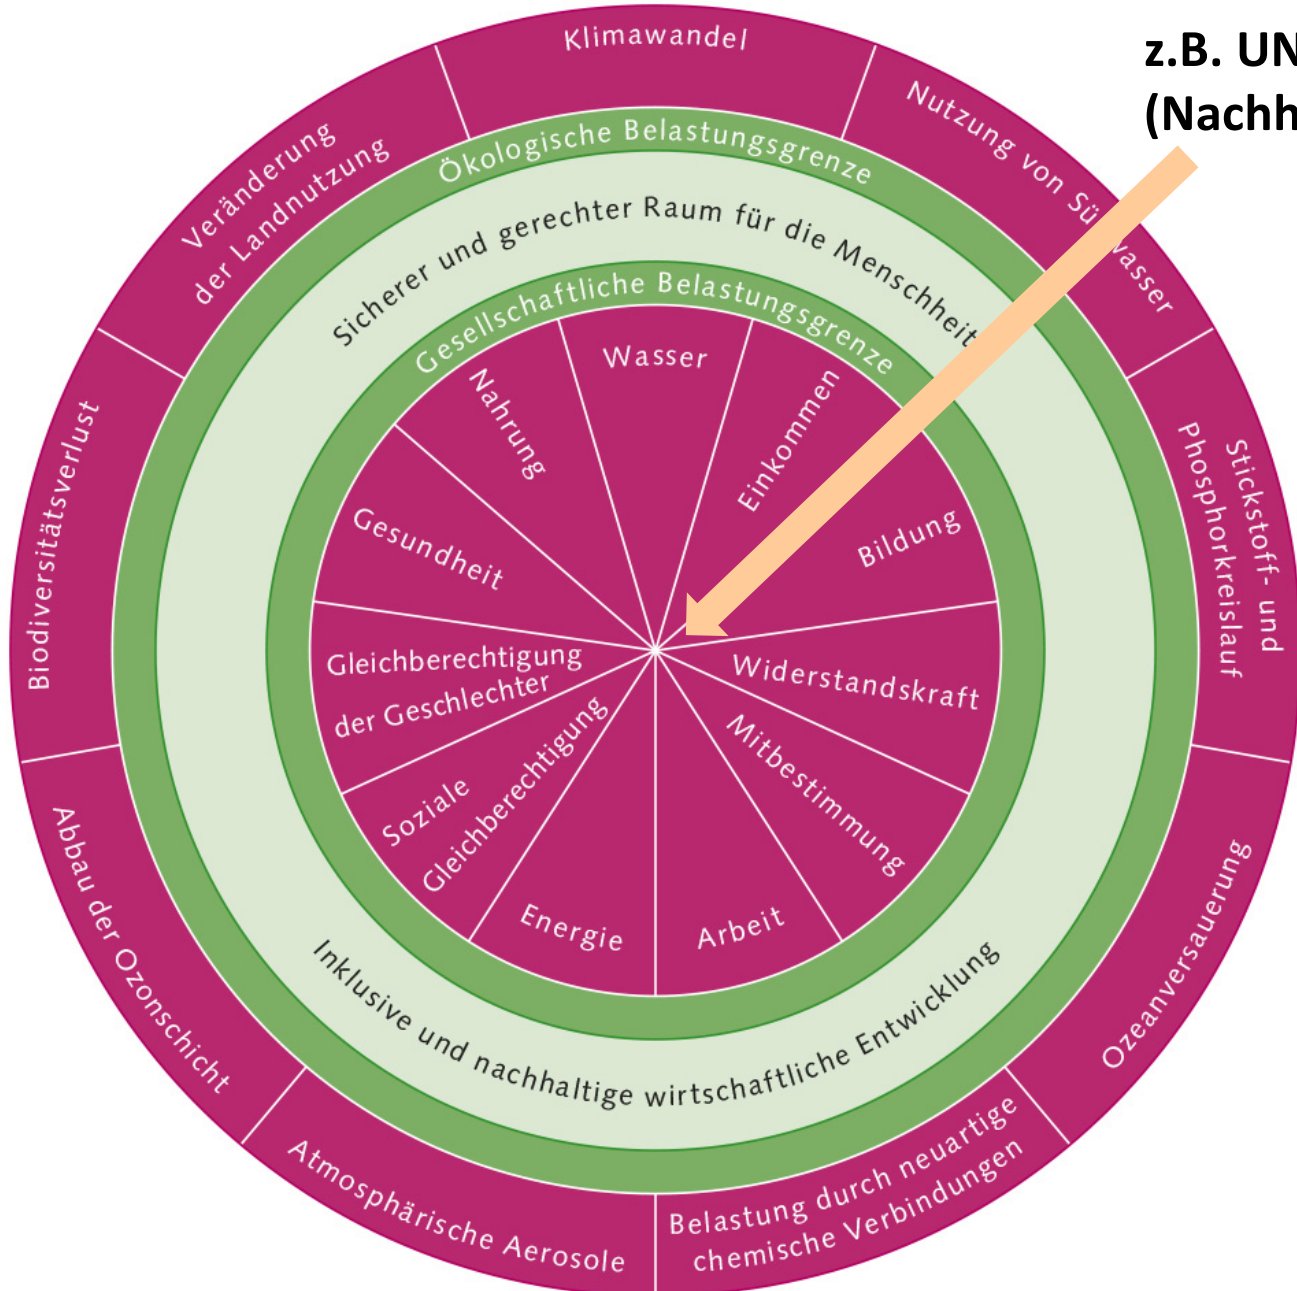 z.B. UN
(Nachh
Klimawandel
Nutzung von Sü wasser
Stickstoff- und
Phosphorkreislauf
Ozeanversauerung
Belastung durch neuartige
chemische Verbindungen
Atmosphärische Aerosole
Abbau der Ozonschicht
Biodiversitätsverlust
Veränderung
der Landnutzung
Ökologische Belastungsgrenze
Sicherer und gerechter Raum für die Menschheit
Gesellschaftliche Belastungsgrenze
Wasser
Einkommen
Bildung
Widerstandskraft
Mitbestimmung
Arbeit
Energie
Soziale
Gleichberechtigung
Gleichberechtigung
der Geschlechter
Gesundheit
Nahrung
Inklusive und nachhaltige wirtschaftliche Entwicklung